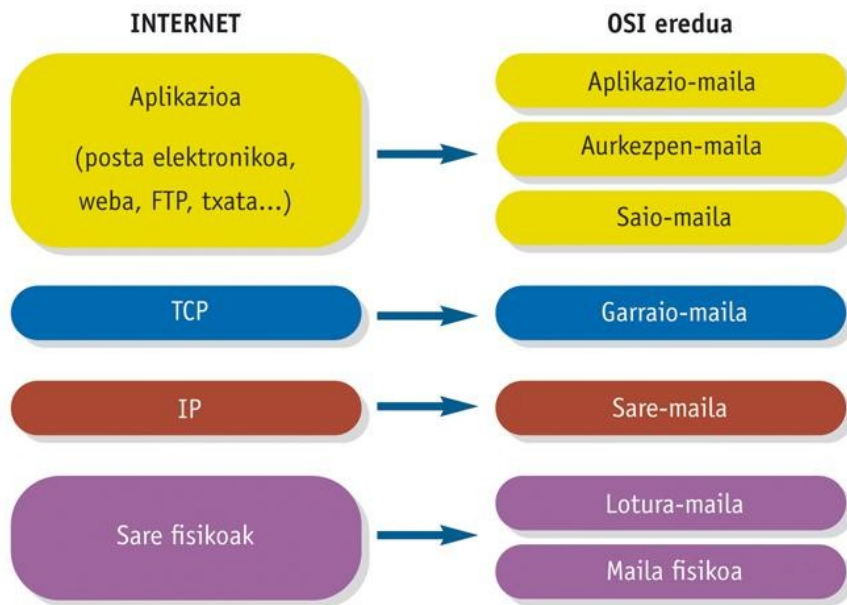 INTERNET
Aplikazioa
(posta elektronikoa,
weba, FTP, txata...)
TCP
IP
Sare fisikoak
OSI eredua
Aplikazio-maila
Aurkezpen-maila
Saio-maila
Garraio-maila
Sare-maila
Lotura-maila
Maila fisikoa